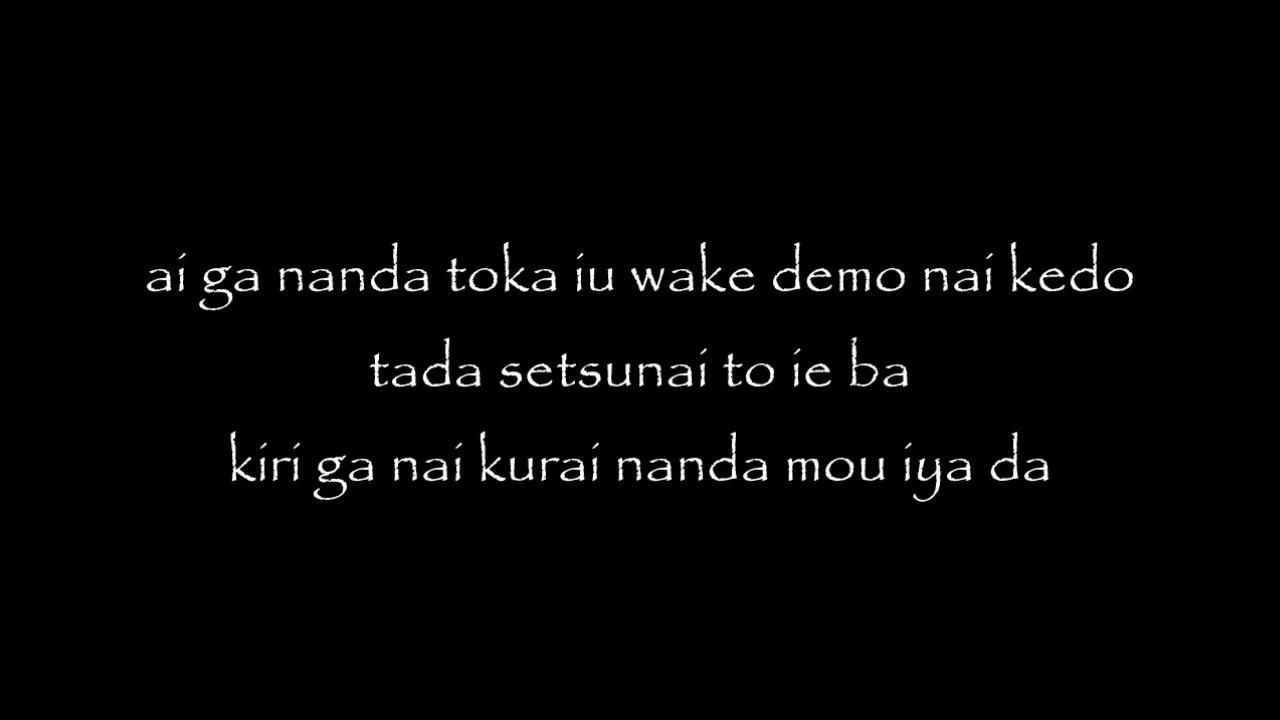 ai ga nanda toka iu wake demo nai kedo
tada setsunai to ie ba
kiri ga nai kurai nanda mou iya da